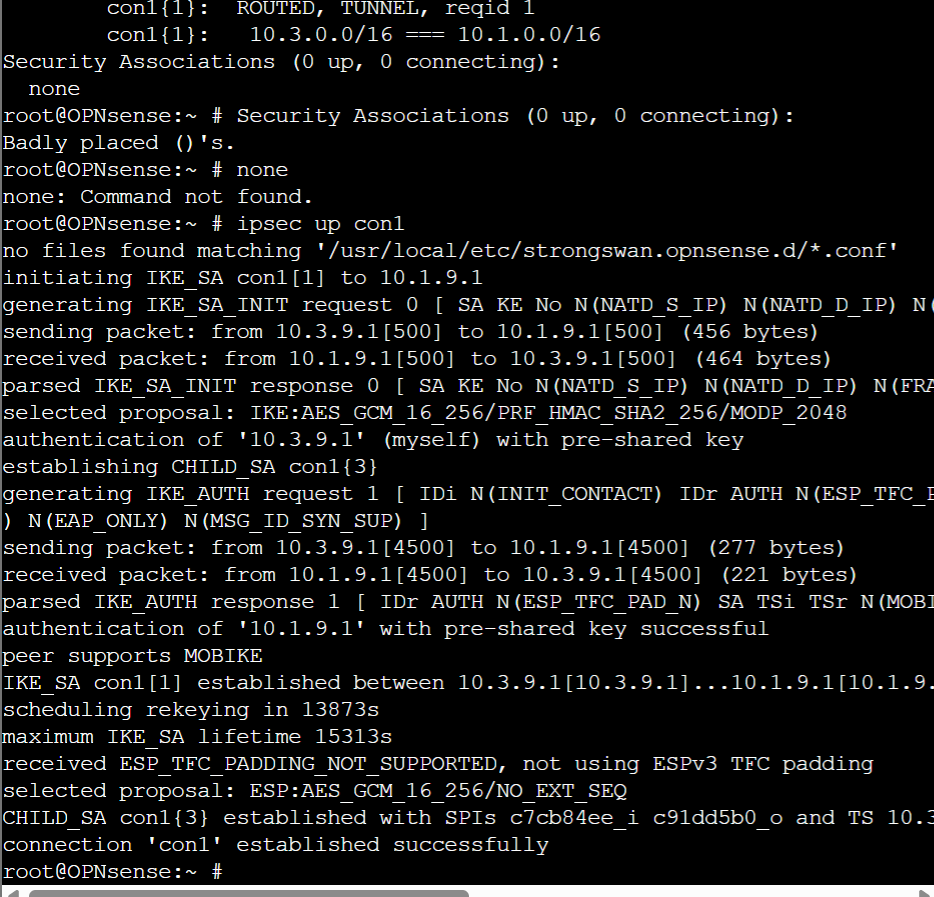 con1{1}:  ROUTED, TUNNEL, reqid 1
con1{1}:   10.3.0.0/16 === 10.1.0.0/16
Security Associations (0 up, 0 connecting):
  none
root@OPNsense:~ # Security Associations (0 up, 0 connecting):
Badly placed ()'s.
root@OPNsense:~ # none
none: Command not found.
root@OPNsense:~ # ipsec up con1
no files found matching '/usr/local/etc/strongswan.opnsense.d/*.conf'
initiating IKE_SA con1[1] to 10.1.9.1
generating IKE_SA_INIT request 0 [ SA KE No N(NATD_S_IP) N(NATD_D_IP) N(
sending packet: from 10.3.9.1[500] to 10.1.9.1[500] (456 bytes)
received packet: from 10.1.9.1[500] to 10.3.9.1[500] (464 bytes)
parsed IKE_SA_INIT response 0 [ SA KE No N(NATD_S_IP) N(NATD_D_IP) N(FRA
selected proposal: IKE:AES_GCM_16_256/PRF_HMAC_SHA2_256/MODP_2048
authentication of '10.3.9.1' (myself) with pre-shared key
establishing CHILD_SA con1{3}
generating IKE_AUTH request 1 [ IDi N(INIT_CONTACT) IDr AUTH N(ESP_TFC_P
) N(EAP_ONLY) N(MSG_ID_SYN_SUP) ]
sending packet: from 10.3.9.1[4500] to 10.1.9.1[4500] (277 bytes)
received packet: from 10.1.9.1[4500] to 10.3.9.1[4500] (221 bytes)
parsed IKE_AUTH response 1 [ IDr AUTH N(ESP_TFC_PAD_N) SA TSi TSr N(MOBI
authentication of '10.1.9.1' with pre-shared key successful
peer supports MOBIKE
IKE_SA con1[1] established between 10.3.9.1[10.3.9.1]...10.1.9.1[10.1.9.
scheduling rekeying in 13873s
maximum IKE_SA lifetime 15313s
received ESP_TFC_PADDING_NOT_SUPPORTED, not using ESPv3 TFC padding
selected proposal: ESP:AES_GCM_16_256/NO_EXT_SEQ
CHILD_SA con1{3} established with SPIs c7cb84ee_i c91dd5b0_o and TS 10.3
connection 'con1' established successfully
root@OPNsense:~ #